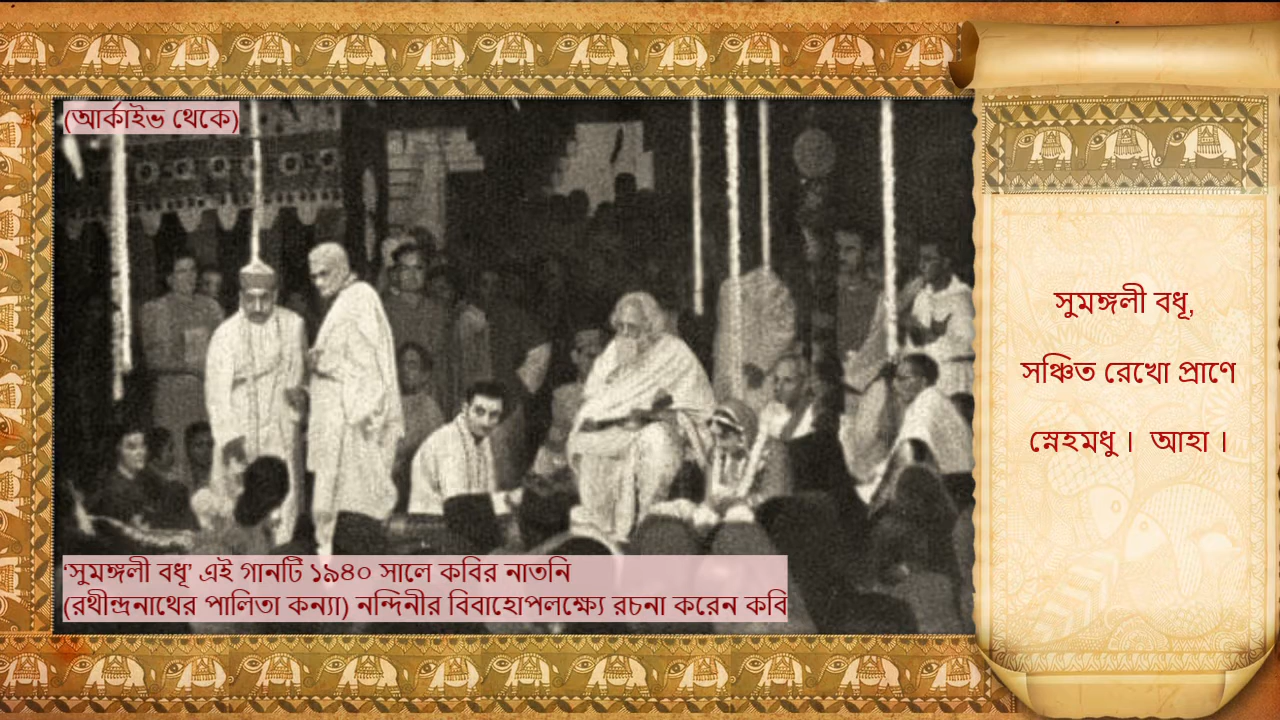 (আর্কাইভ থেকে)
‘সুমঙ্গলী বধূ’ এই গানটি ১৯৪০ সালে কবির নাতনি
(রথীন্দ্রনাথের পালিতা কন্যা) নন্দিনীর বিবাহোপলক্ষ্যে রচনা করেন কবি
সুমঙ্গলী বধূ,
সঞ্চিত রেখো প্রাণে
স্নেহমধু। আহা।